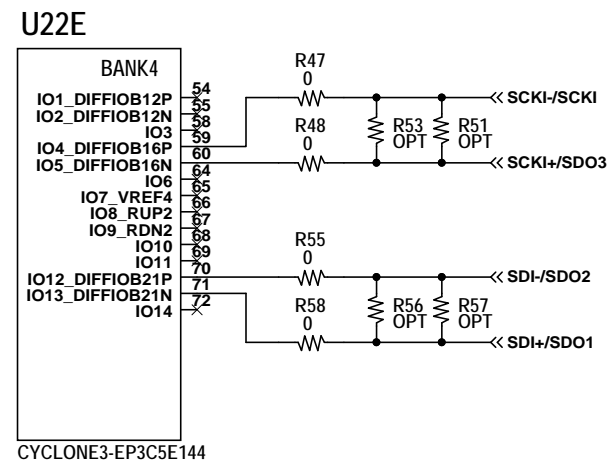 U22E
BANK4
IO1_DIFFIOB12P 54
IO2_DIFFIOB12N 55
IO3 58
IO4_DIFFIOB16P 59
IO5_DIFFIOB16N 60
IO6 64
IO7_VREF4 65
IO8_RUP2 66
IO9_RDN2 67
IO10 68
IO11 69
IO12_DIFFIOB21P 70
IO13_DIFFIOB21N 71
IO14 72
CYCLONE3-EP3C5E144
R47
0
SCKI-/SCKI
R48
0
R53
OPT
R51
OPT
SCKI+/SDO3
R55
0
SDI-/SDO2
R58
0
R56
OPT
R57
OPT
SDI+/SDO1